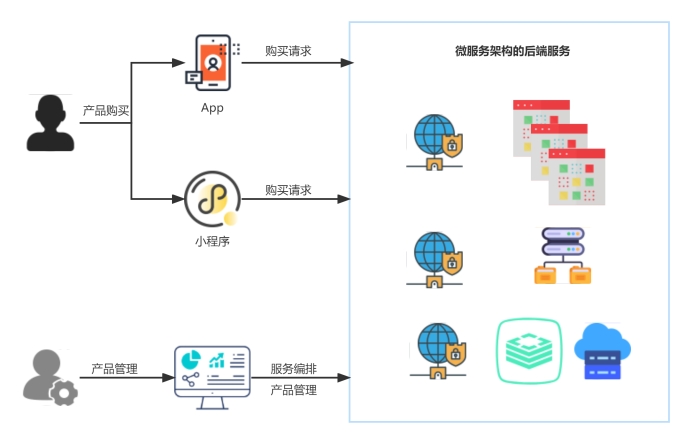 购买请求
微服务架构的后端服务
产品购买
App
购买请求
小程序
产品管理
服务编排
产品管理